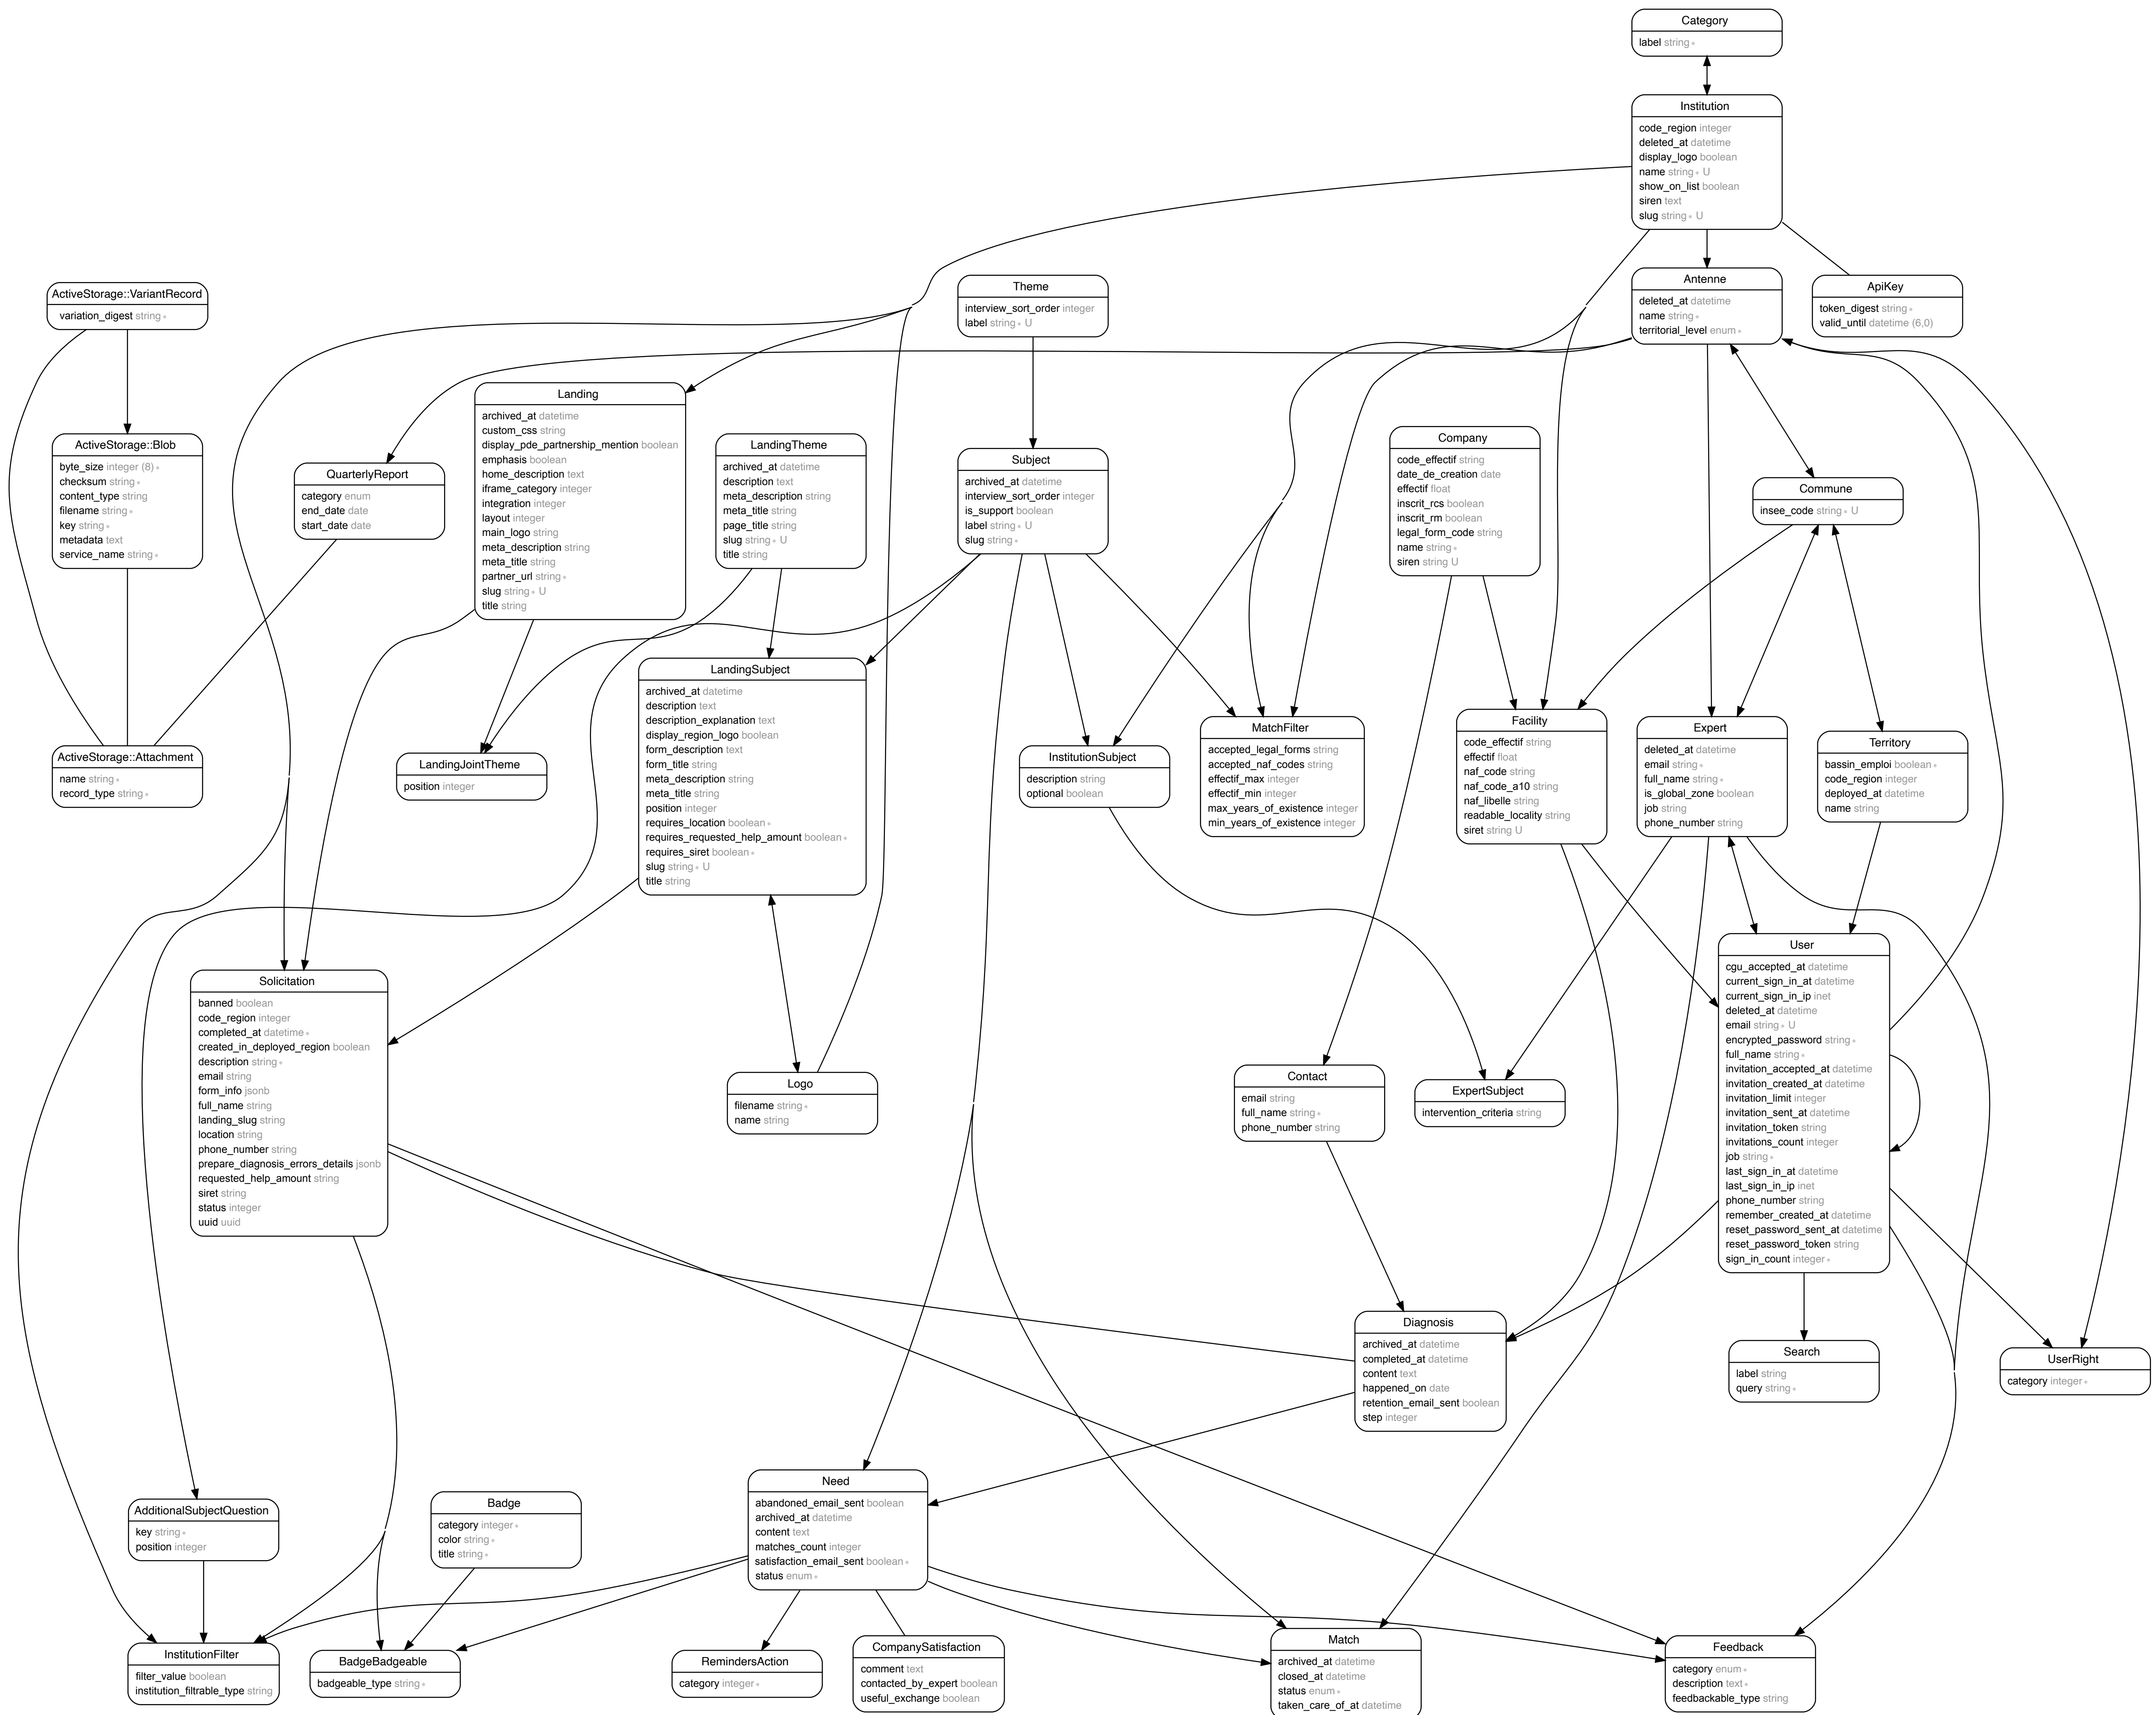 Category
label string∗
Institution
code_region integer
deleted_at datetime
display_logo boolean
name string∗ U
show_on_list boolean
siren text
slug string∗ U
ActiveStorage::VariantRecord
variation_digest string∗
Theme
interview_sort_order integer
label string∗ U
Antenne
deleted_at datetime
name string∗
territorial_level enum∗
ApiKey
token_digest string∗
valid_until datetime (6,0)
ActiveStorage::Blob
byte_size integer (8)∗
checksum string∗
content_type string
filename string∗
key string∗
metadata text
service_name string∗
QuarterlyReport
category enum
end_date date
start_date date
Landing
archived_at datetime
custom_css string
display_pde_partnership_mention boolean
emphasis boolean
home_description text
iframe_category integer
integration integer
layout integer
main_logo string
meta_description string
meta_title string
partner_url string∗
slug string∗ U
title string
LandingTheme
archived_at datetime
description text
meta_description string
meta_title string
page_title string
slug string∗ U
title string
Subject
archived_at datetime
interview_sort_order integer
is_support boolean
label string∗ U
slug string∗
Company
code_effectif string
date_de_creation date
effectif float
inscrit_rcs boolean
inscrit_rm boolean
legal_form_code string
name string∗
siren string U
Commune
insee_code string∗ U
ActiveStorage::Attachment
name string∗
record_type string∗
LandingJointTheme
position integer
LandingSubject
archived_at datetime
description text
description_explanation text
display_region_logo boolean
form_description text
form_title string
meta_description string
meta_title string
position integer
requires_location boolean∗
requires_requested_help_amount boolean∗
requires_siret boolean∗
slug string∗ U
title string
InstitutionSubject
description string
optional boolean
MatchFilter
accepted_legal_forms string
accepted_naf_codes string
effectif_max integer
effectif_min integer
max_years_of_existence integer
min_years_of_existence integer
Facility
code_effectif string
effectif float
naf_code string
naf_code_a10 string
naf_libelle string
readable_locality string
siret string U
Expert
deleted_at datetime
email string∗
full_name string∗
is_global_zone boolean
job string
phone_number string
Territory
bassin_emploi boolean∗
code_region integer
deployed_at datetime
name string
Solicitation
banned boolean
code_region integer
completed_at datetime∗
created_in_deployed_region boolean
description string∗
email string
form_info jsonb
full_name string
landing_slug string
location string
phone_number string
prepare_diagnosis_errors_details jsonb
requested_help_amount string
siret string
status integer
uuid uuid
Logo
filename string∗
name string
Contact
email string
full_name string∗
phone_number string
ExpertSubject
intervention_criteria string
User
cgu_accepted_at datetime
current_sign_in_at datetime
current_sign_in_ip inet
deleted_at datetime
email string∗ U
encrypted_password string∗
full_name string∗
invitation_accepted_at datetime
invitation_created_at datetime
invitation_limit integer
invitation_sent_at datetime
invitation_token string
invitations_count integer
job string∗
last_sign_in_at datetime
last_sign_in_ip inet
phone_number string
remember_created_at datetime
reset_password_sent_at datetime
reset_password_token string
sign_in_count integer∗
Diagnosis
archived_at datetime
completed_at datetime
content text
happened_on date
retention_email_sent boolean
step integer
Search
label string
query string∗
UserRight
category integer∗
AdditionalSubjectQuestion
key string∗
position integer
Badge
category integer∗
color string∗
title string∗
Need
abandoned_email_sent boolean
archived_at datetime
content text
matches_count integer
satisfaction_email_sent boolean∗
status enum∗
InstitutionFilter
filter_value boolean
institution_filtrable_type string
BadgeBadgeable
badgeable_type string∗
RemindersAction
category integer∗
CompanySatisfaction
comment text
contacted_by_expert boolean
useful_exchange boolean
Match
archived_at datetime
closed_at datetime
status enum∗
taken_care_of_at datetime
Feedback
category enum∗
description text∗
feedbackable_type string